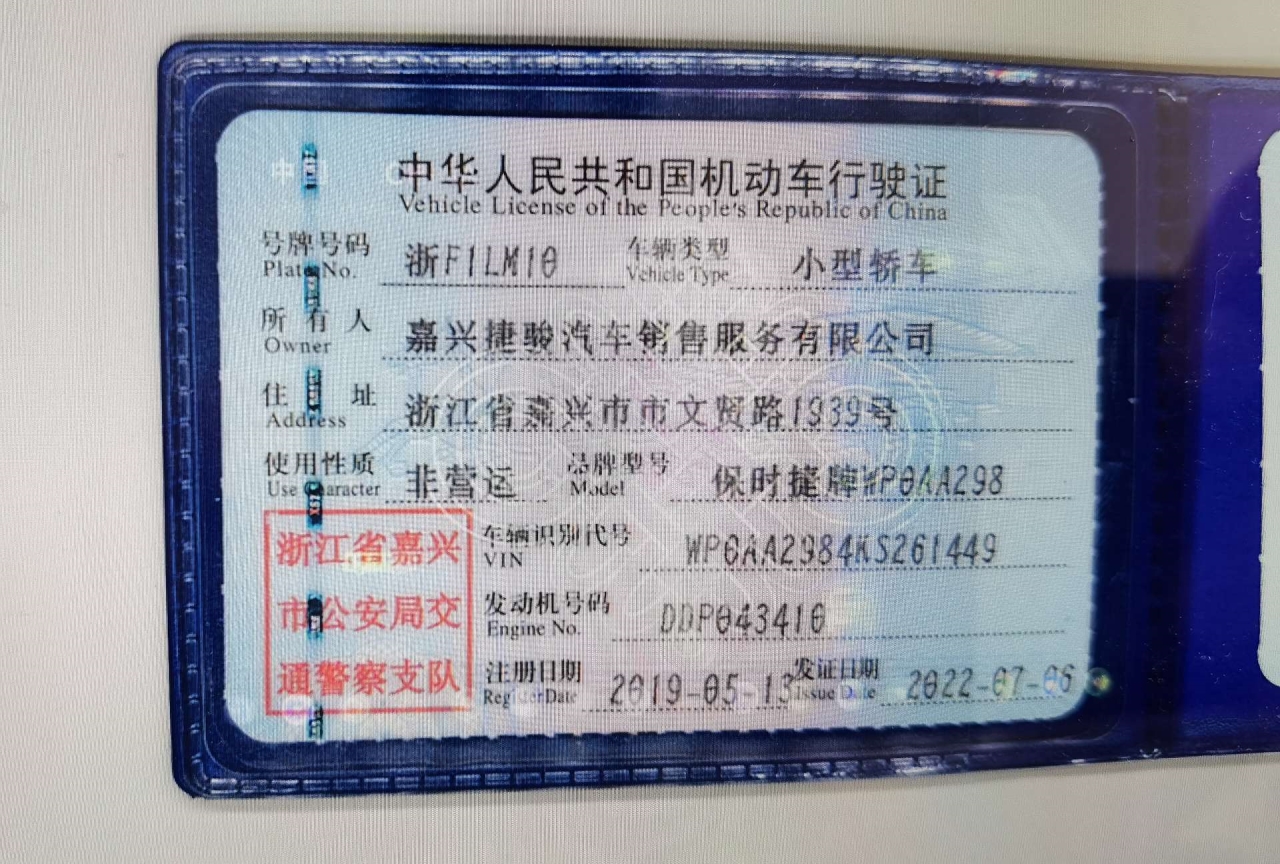 中华人民共和国机动车行驶证
Vehicle License of the People's Republic of China
号牌号码 浙F1LM10 车辆类型 小型轿车
Plate No. Vehicle Type
所有人 嘉兴捷骏汽车销售服务有限公司
Owner
住址 浙江省嘉兴市市文贤路1939号
Address
使用性质 非营运 品牌型号 保时捷牌WP0AA298
Use Character Model
浙江省嘉兴
市公安局交
通警察支队
车辆识别代号 WP0AA2984KS261449
VIN
发动机号码 DDP043410
Engine No.
注册日期 2019-05-13 发证日期 2022-07-06
Register Date Issue Date